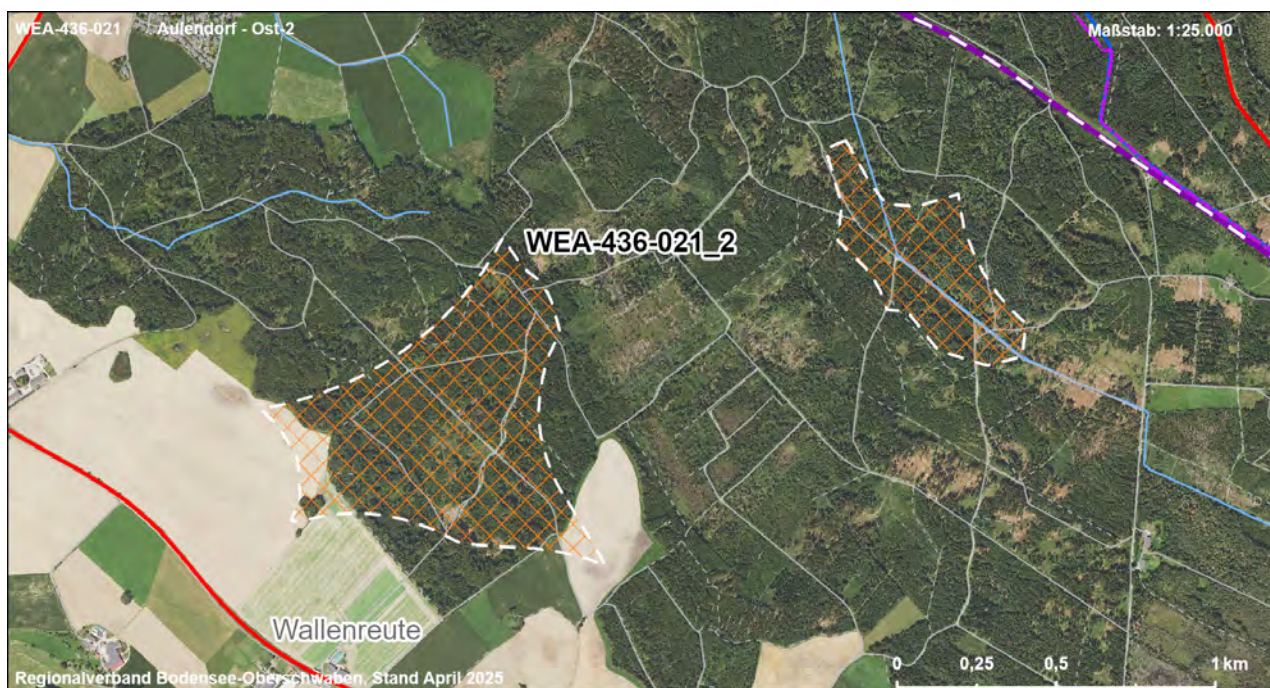 WEA-436-021 Aulendorf - Ost-2
Maßstab: 1:25.000
WEA-436-021_2
Wallenreute
0 0,25 0,5 1 km
Regionalverband Bodensee-Oberschwaben, Stand April 2025